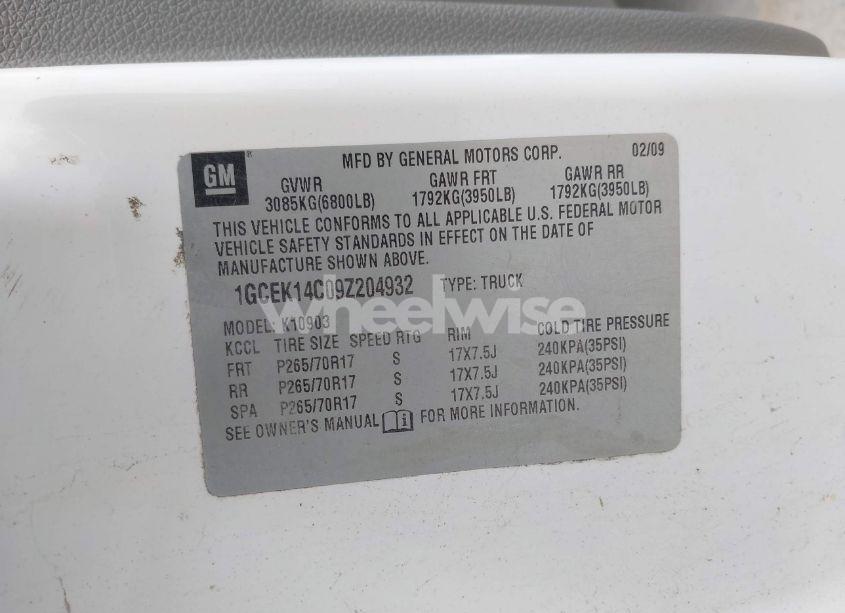 GM
MFD BY GENERAL MOTORS CORP. 02/09
GVWR GAWR FRT GAWR RR
3085KG(6800LB) 1792KG(3950LB) 1792KG(3950LB)
THIS VEHICLE CONFORMS TO ALL APPLICABLE U.S. FEDERAL MOTOR
VEHICLE SAFETY STANDARDS IN EFFECT ON THE DATE OF
MANUFACTURE SHOWN ABOVE.
1GCEK14C09Z204932 TYPE: TRUCK
wheelwise
MODEL: K10903
KCCL TIRE SIZE SPEED RTG RIM COLD TIRE PRESSURE
FRT P265/70R17 S 17X7.5J 240KPA(35PSI)
RR P265/70R17 S 17X7.5J 240KPA(35PSI)
SPA P265/70R17 S 17X7.5J 240KPA(35PSI)
SEE OWNER'S MANUAL FOR MORE INFORMATION.